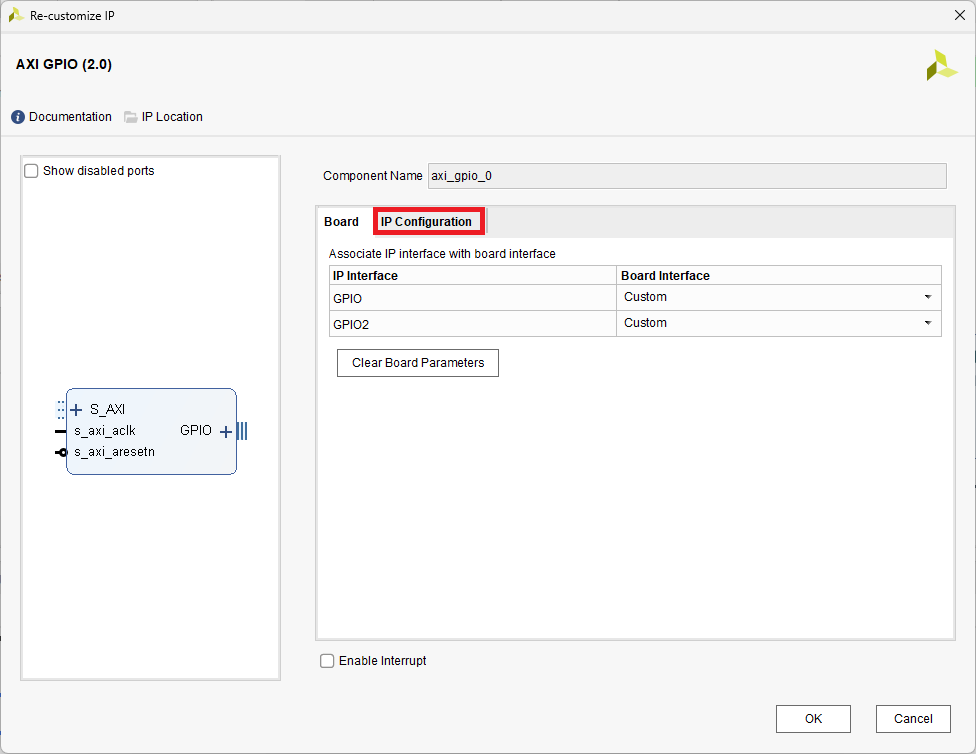 Re-customize IP
AXI GPIO (2.0)
Documentation IP Location
Show disabled ports
S_AXI
s_axi_aclk
s_axi_aresetn
GPIO
Component Name axi_gpio_0
Board IP Configuration
Associate IP interface with board interface
IP Interface Board Interface
GPIO Custom
GPIO2 Custom
Clear Board Parameters
Enable Interrupt
OK Cancel